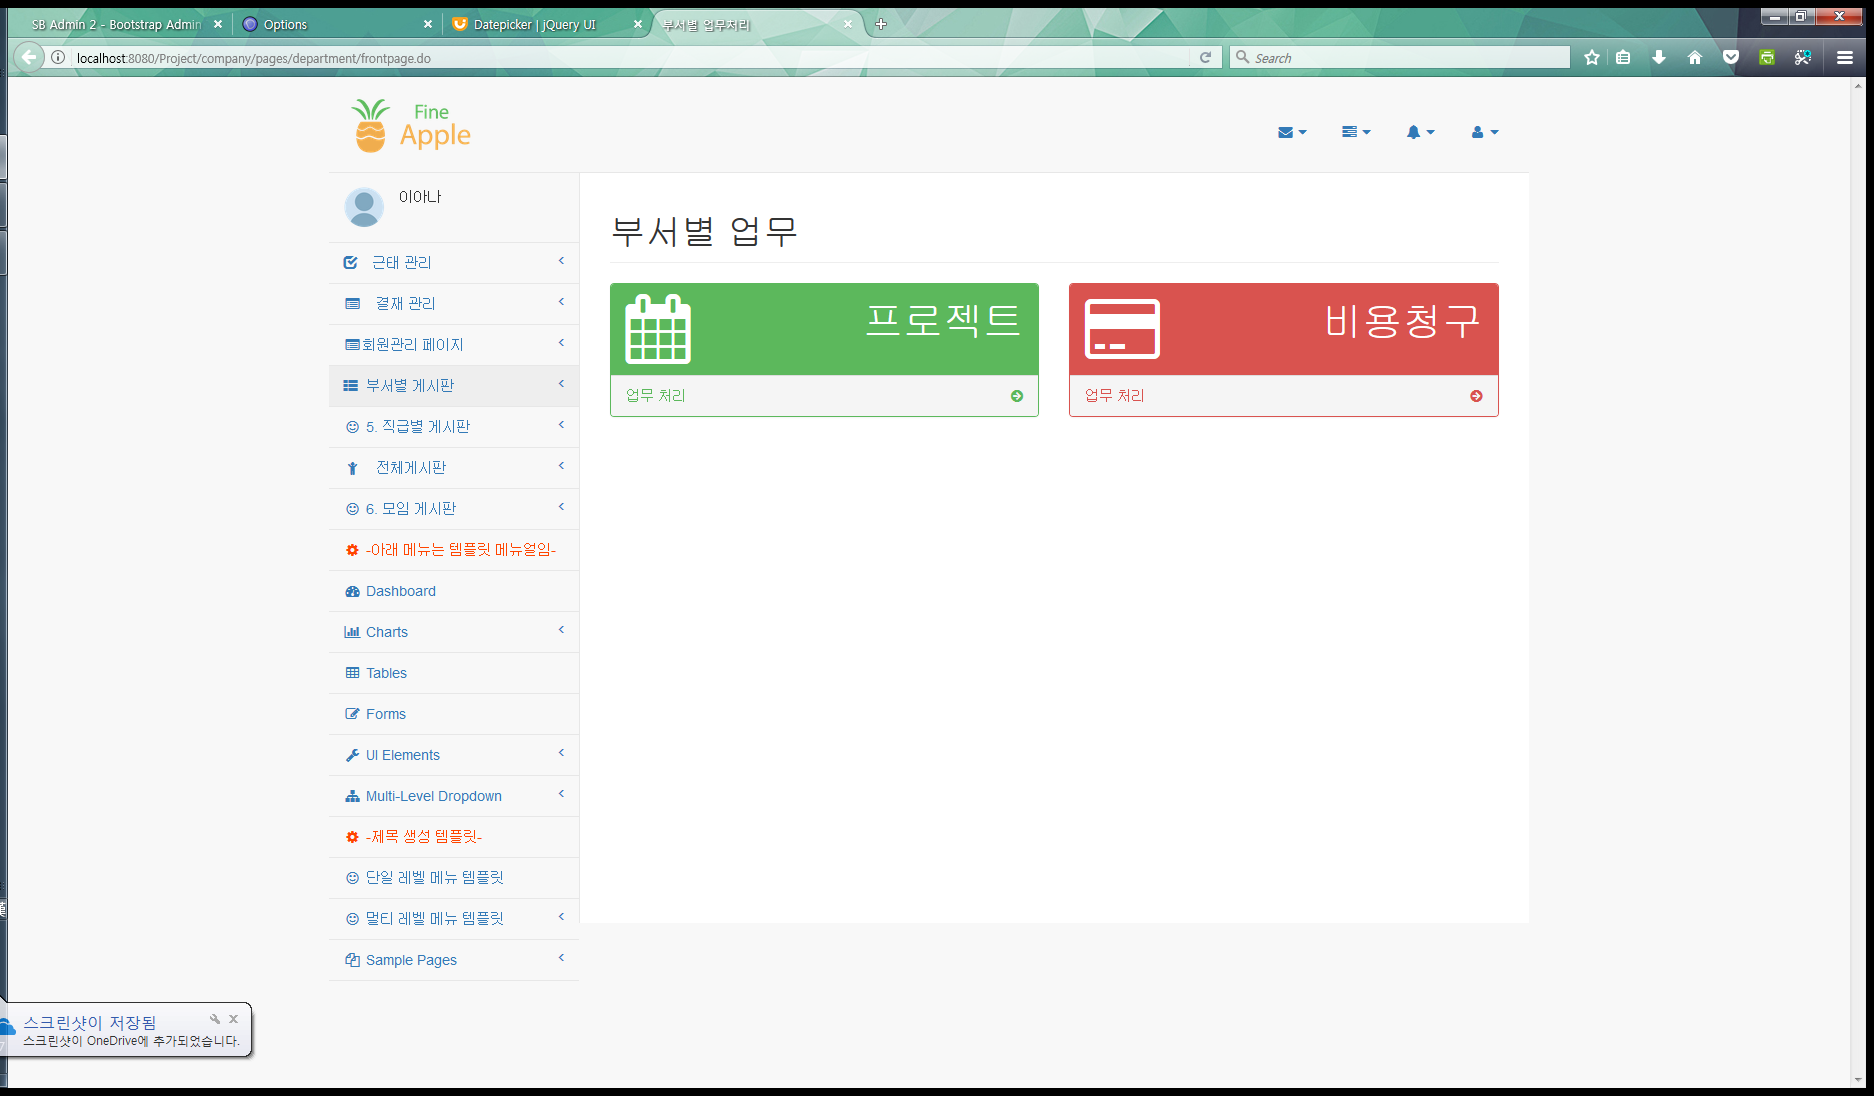 SB Admin 2 - Bootstrap Admin
Options
Datepicker | jQuery UI
부서별 업무처리
localhost:8080/Project/company/pages/department/frontpage.do
Search
Fine
Apple
이아나
부서별 업무
근태 관리
결재 관리
회원관리 페이지
부서별 게시판
5. 직급별 게시판
전체게시판
6. 모임 게시판
-아래 메뉴는 템플릿 메뉴얼임-
Dashboard
Charts
Tables
Forms
UI Elements
Multi-Level Dropdown
-제목 생성 템플릿-
단일 레벨 메뉴 템플릿
멀티 레벨 메뉴 템플릿
Sample Pages
프로젝트
업무 처리
비용청구
업무 처리
스크린샷이 저장됨
스크린샷이 OneDrive에 추가되었습니다.